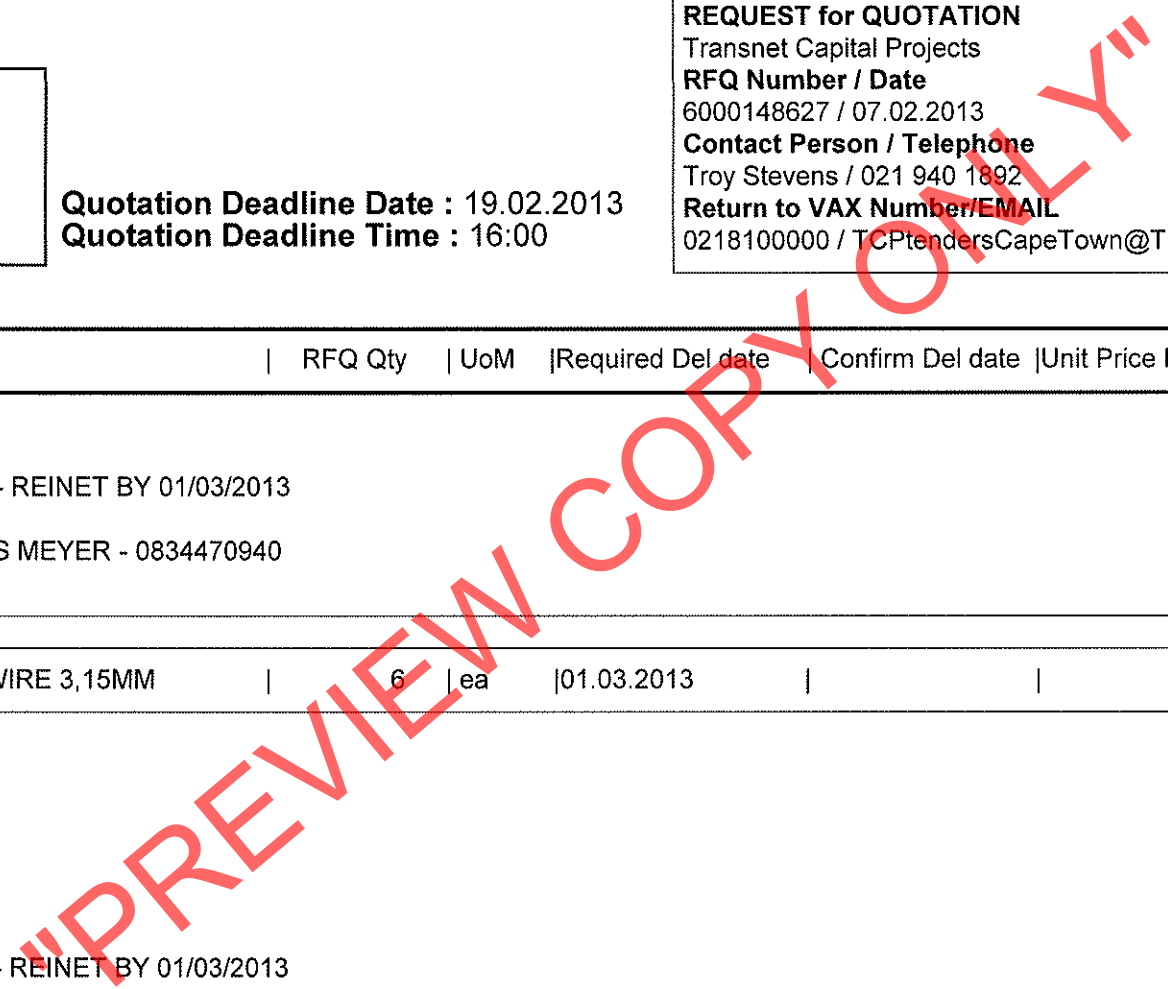 REQUEST for QUOTATION
Transnet Capital Projects
RFQ Number / Date
6000148627 / 07.02.2013
Contact Person / Telephone
Troy Stevens / 021 940 1892
Return to VAX Number/EMAIL
0218100000 / TCPtendersCapeTown@T
Quotation Deadline Date : 19.02.2013
Quotation Deadline Time : 16:00
| RFQ Qty | UoM |Required Del date | Confirm Del date |Unit Price
- REINET BY 01/03/2013
S MEYER - 0834470940
WIRE 3,15MM | 6 | ea |01.03.2013 | |
- REINET BY 01/03/2013
"PREVIEW COPY ONLY"